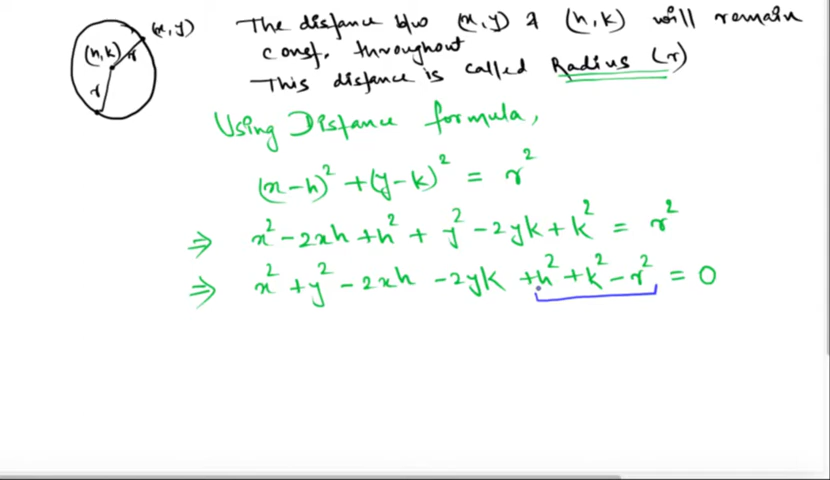 (x,y)
(h,k) r
r
The distance b/w (x,y) & (h,k) will remain
const. throughout
This distance is called Radius (r)
Using Distance formula,
(x-h)² + (y-k)² = r²
⇒ x² - 2xh + h² + y² - 2yk + k² = r²
⇒ x² + y² - 2xh - 2yk + h² + k² - r² = 0